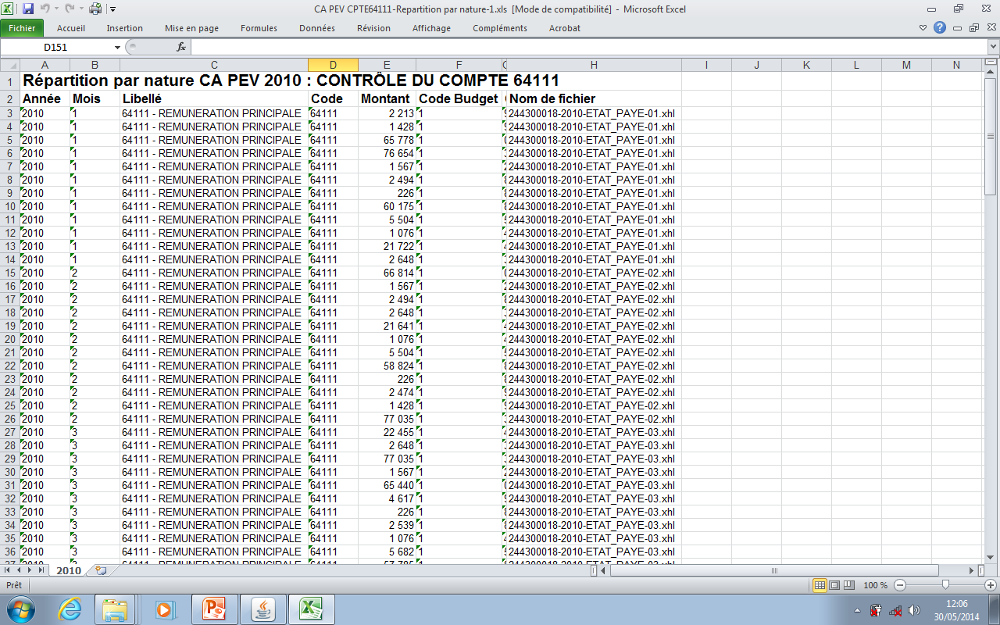 CA PEV CPTE64111-Repartition par nature-1.xls [Mode de compatibilité] - Microsoft Excel
Fichier Accueil Insertion Mise en page Formules Données Révision Affichage Compléments Acrobat
D151 fx
A B C D E F G H I J K L M N
1 Répartition par nature CA PEV 2010 : CONTRÔLE DU COMPTE 64111
2 Année Mois Libellé Code Montant Code Budget Nom de fichier
3 2010 1 64111 - REMUNERATION PRINCIPALE 64111 2 213 1 244300018-2010-ETAT_PAYE-01.xhl
4 2010 1 64111 - REMUNERATION PRINCIPALE 64111 1 428 1 244300018-2010-ETAT_PAYE-01.xhl
5 2010 1 64111 - REMUNERATION PRINCIPALE 64111 65 778 1 244300018-2010-ETAT_PAYE-01.xhl
6 2010 1 64111 - REMUNERATION PRINCIPALE 64111 76 654 1 244300018-2010-ETAT_PAYE-01.xhl
7 2010 1 64111 - REMUNERATION PRINCIPALE 64111 1 567 1 244300018-2010-ETAT_PAYE-01.xhl
8 2010 1 64111 - REMUNERATION PRINCIPALE 64111 2 494 1 244300018-2010-ETAT_PAYE-01.xhl
9 2010 1 64111 - REMUNERATION PRINCIPALE 64111 226 1 244300018-2010-ETAT_PAYE-01.xhl
10 2010 1 64111 - REMUNERATION PRINCIPALE 64111 60 175 1 244300018-2010-ETAT_PAYE-01.xhl
11 2010 1 64111 - REMUNERATION PRINCIPALE 64111 5 504 1 244300018-2010-ETAT_PAYE-01.xhl
12 2010 1 64111 - REMUNERATION PRINCIPALE 64111 1 076 1 244300018-2010-ETAT_PAYE-01.xhl
13 2010 1 64111 - REMUNERATION PRINCIPALE 64111 21 722 1 244300018-2010-ETAT_PAYE-01.xhl
14 2010 1 64111 - REMUNERATION PRINCIPALE 64111 2 648 1 244300018-2010-ETAT_PAYE-01.xhl
15 2010 2 64111 - REMUNERATION PRINCIPALE 64111 66 814 1 244300018-2010-ETAT_PAYE-02.xhl
16 2010 2 64111 - REMUNERATION PRINCIPALE 64111 1 567 1 244300018-2010-ETAT_PAYE-02.xhl
17 2010 2 64111 - REMUNERATION PRINCIPALE 64111 2 494 1 244300018-2010-ETAT_PAYE-02.xhl
18 2010 2 64111 - REMUNERATION PRINCIPALE 64111 2 648 1 244300018-2010-ETAT_PAYE-02.xhl
19 2010 2 64111 - REMUNERATION PRINCIPALE 64111 21 641 1 244300018-2010-ETAT_PAYE-02.xhl
20 2010 2 64111 - REMUNERATION PRINCIPALE 64111 1 076 1 244300018-2010-ETAT_PAYE-02.xhl
21 2010 2 64111 - REMUNERATION PRINCIPALE 64111 5 504 1 244300018-2010-ETAT_PAYE-02.xhl
22 2010 2 64111 - REMUNERATION PRINCIPALE 64111 58 824 1 244300018-2010-ETAT_PAYE-02.xhl
23 2010 2 64111 - REMUNERATION PRINCIPALE 64111 226 1 244300018-2010-ETAT_PAYE-02.xhl
24 2010 2 64111 - REMUNERATION PRINCIPALE 64111 2 474 1 244300018-2010-ETAT_PAYE-02.xhl
25 2010 2 64111 - REMUNERATION PRINCIPALE 64111 1 428 1 244300018-2010-ETAT_PAYE-02.xhl
26 2010 2 64111 - REMUNERATION PRINCIPALE 64111 77 035 1 244300018-2010-ETAT_PAYE-02.xhl
27 2010 3 64111 - REMUNERATION PRINCIPALE 64111 22 455 1 244300018-2010-ETAT_PAYE-03.xhl
28 2010 3 64111 - REMUNERATION PRINCIPALE 64111 2 648 1 244300018-2010-ETAT_PAYE-03.xhl
29 2010 3 64111 - REMUNERATION PRINCIPALE 64111 77 035 1 244300018-2010-ETAT_PAYE-03.xhl
30 2010 3 64111 - REMUNERATION PRINCIPALE 64111 1 567 1 244300018-2010-ETAT_PAYE-03.xhl
31 2010 3 64111 - REMUNERATION PRINCIPALE 64111 65 440 1 244300018-2010-ETAT_PAYE-03.xhl
32 2010 3 64111 - REMUNERATION PRINCIPALE 64111 4 617 1 244300018-2010-ETAT_PAYE-03.xhl
33 2010 3 64111 - REMUNERATION PRINCIPALE 64111 226 1 244300018-2010-ETAT_PAYE-03.xhl
34 2010 3 64111 - REMUNERATION PRINCIPALE 64111 2 539 1 244300018-2010-ETAT_PAYE-03.xhl
35 2010 3 64111 - REMUNERATION PRINCIPALE 64111 1 076 1 244300018-2010-ETAT_PAYE-03.xhl
36 2010 3 64111 - REMUNERATION PRINCIPALE 64111 5 682 1 244300018-2010-ETAT_PAYE-03.xhl
2010
Prêt 100 %
12:06
30/05/2014